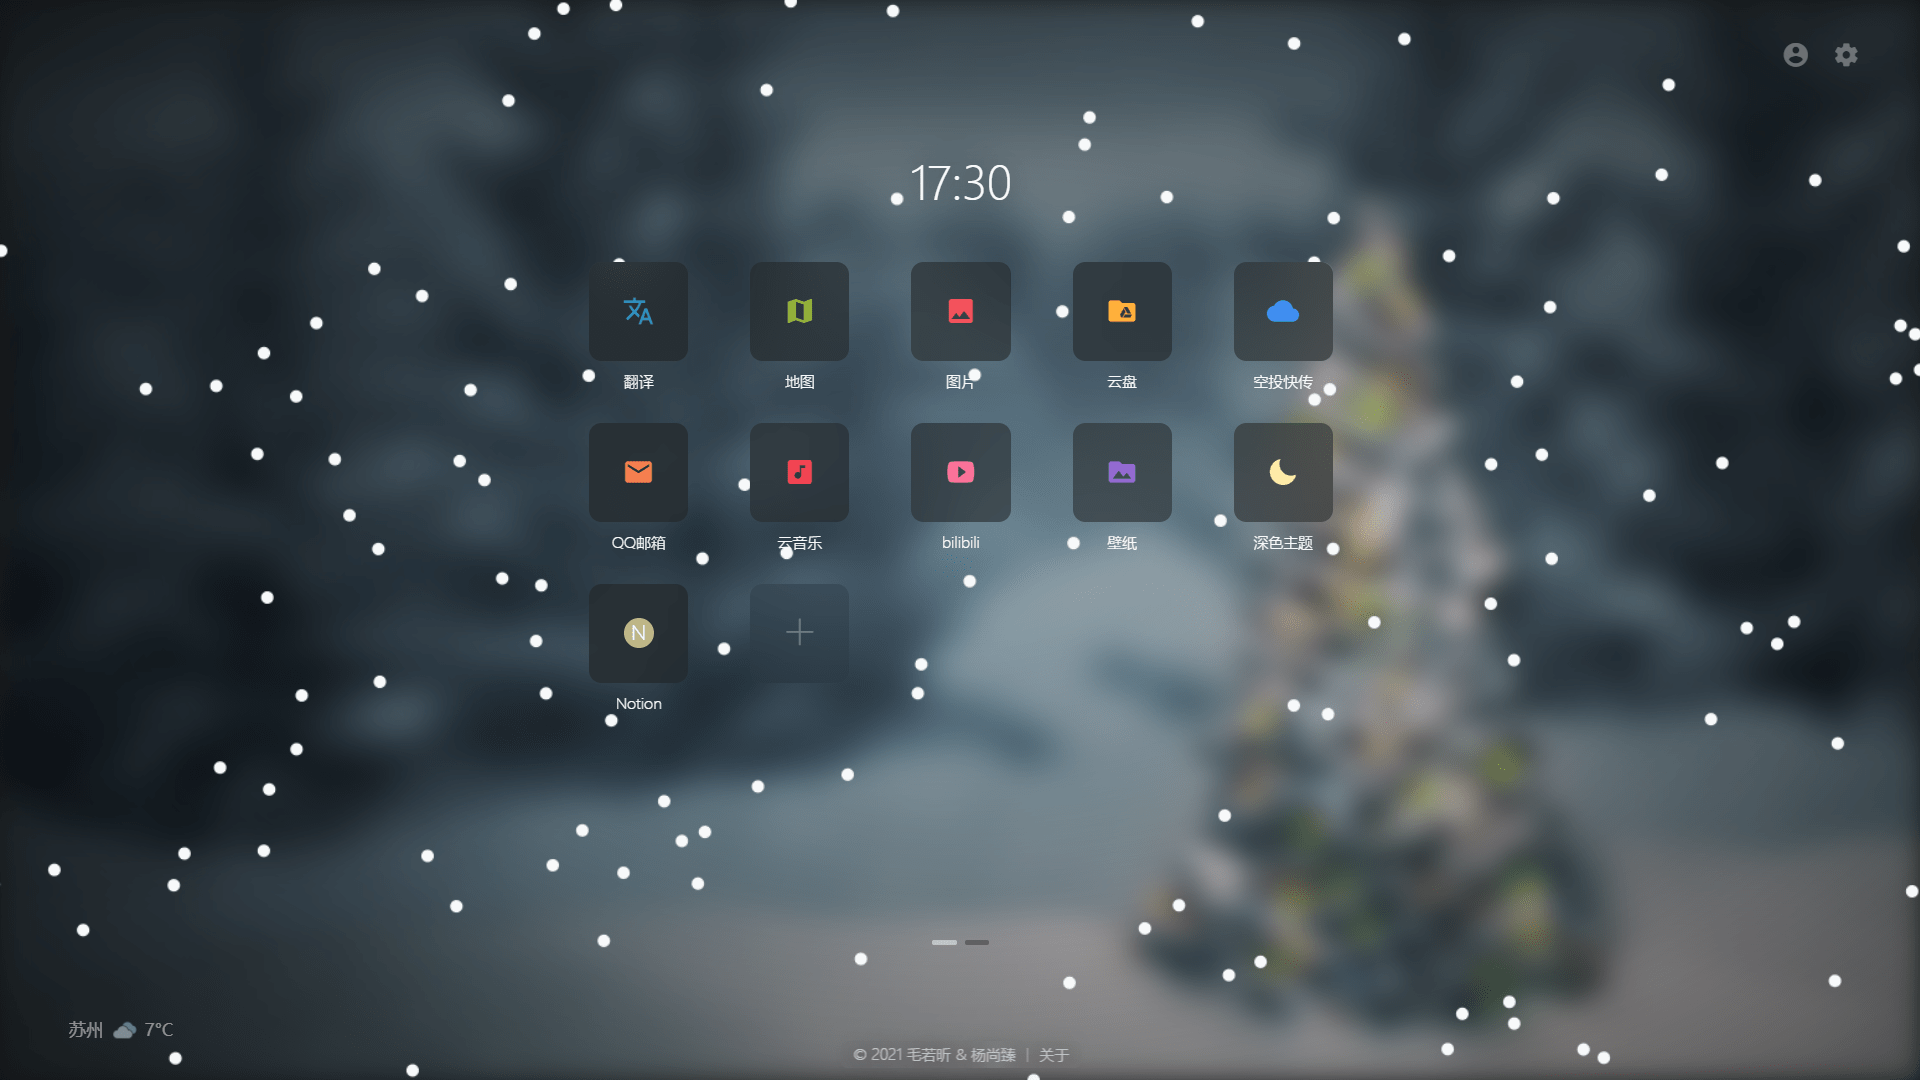 17:30
翻译
地图
图片
云盘
空投快传
QQ邮箱
云音乐
bilibili
壁纸
深色主题
N
Notion
苏州 7°C
© 2021 毛若昕 & 杨尚臻 | 关于